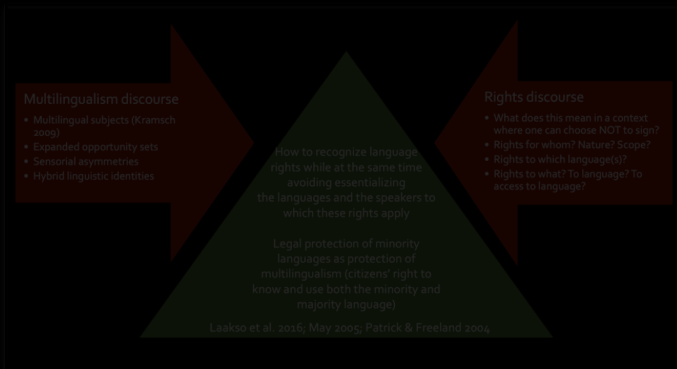 Multilingualism discourse
▪ Multilingual subjects (Kramsch
2009)
▪ Expanded opportunity sets
▪ Sensorial asymmetries
▪ Hybrid linguistic identities
How to recognize language
rights while at the same time
avoiding essentializing
the languages and the speakers to
which these rights apply
Legal protection of minority
languages as protection of
multilingualism (citizens' right to
know and use both the minority and
majority language)
Laakso et al. 2016; May 2005; Patrick & Freeland 2004
Rights discourse
▪ What does this mean in a context
where one can choose NOT to sign?
▪ Rights for whom? Nature? Scope?
▪ Rights to which language(s)?
▪ Rights to what? To language? To
access to language?